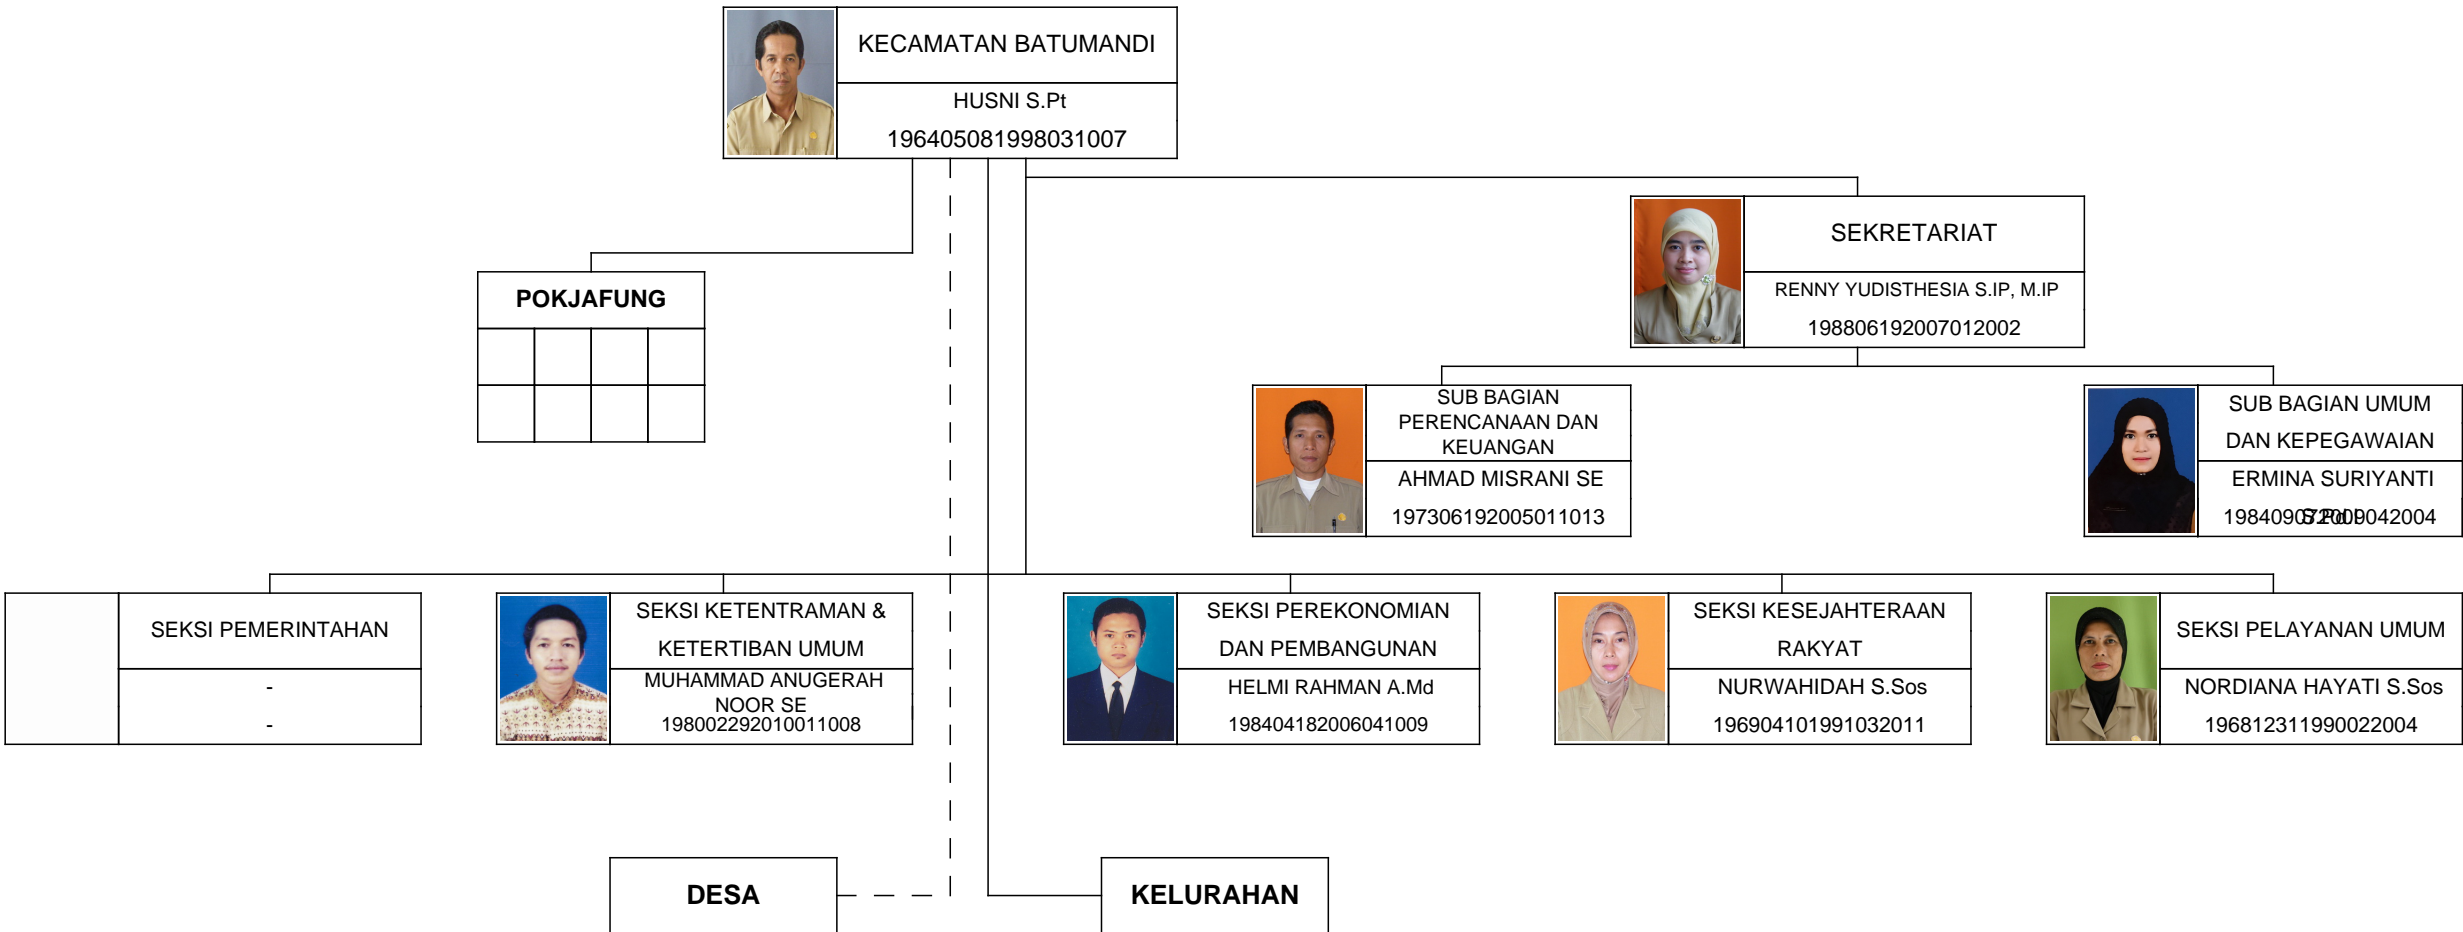 KECAMATAN BATUMANDI
HUSNI S.Pt
196405081998031007
SEKRETARIAT
RENNY YUDISTHESIA S.IP, M.IP
198806192007012002
POKJAFUNG
SUB BAGIAN
PERENCANAAN DAN
KEUANGAN
AHMAD MISRANI SE
197306192005011013
SUB BAGIAN UMUM
DAN KEPEGAWAIAN
ERMINA SURIYANTI
S.Pd.I
198409072009042004
SEKSI PEMERINTAHAN
-
-
SEKSI KETENTRAMAN &
KETERTIBAN UMUM
MUHAMMAD ANUGERAH
NOOR SE
198002292010011008
SEKSI PEREKONOMIAN
DAN PEMBANGUNAN
HELMI RAHMAN A.Md
198404182006041009
SEKSI KESEJAHTERAAN
RAKYAT
NURWAHIDAH S.Sos
196904101991032011
SEKSI PELAYANAN UMUM
NORDIANA HAYATI S.Sos
196812311990022004
DESA
KELURAHAN